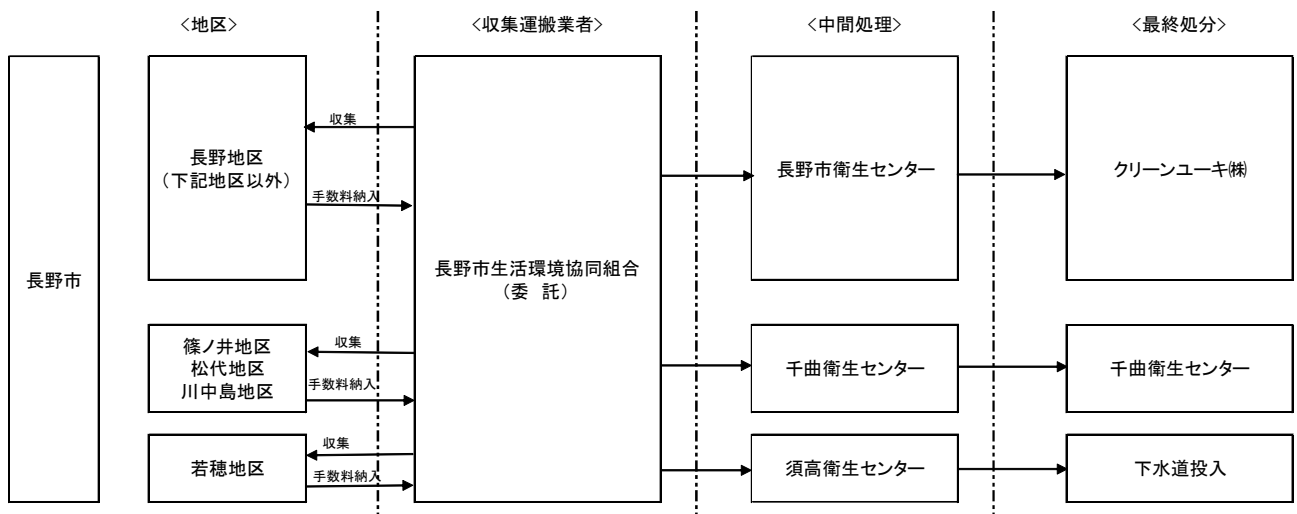 <地区>
<収集運搬業者>
<中間処理>
<最終処分>
長野市
長野地区
（下記地区以外）
収集
手数料納入
長野市生活環境協同組合
（委　託）
長野市衛生センター
クリーンユーキ㈱
篠ノ井地区
松代地区
川中島地区
収集
手数料納入
千曲衛生センター
千曲衛生センター
若穂地区
収集
手数料納入
須高衛生センター
下水道投入